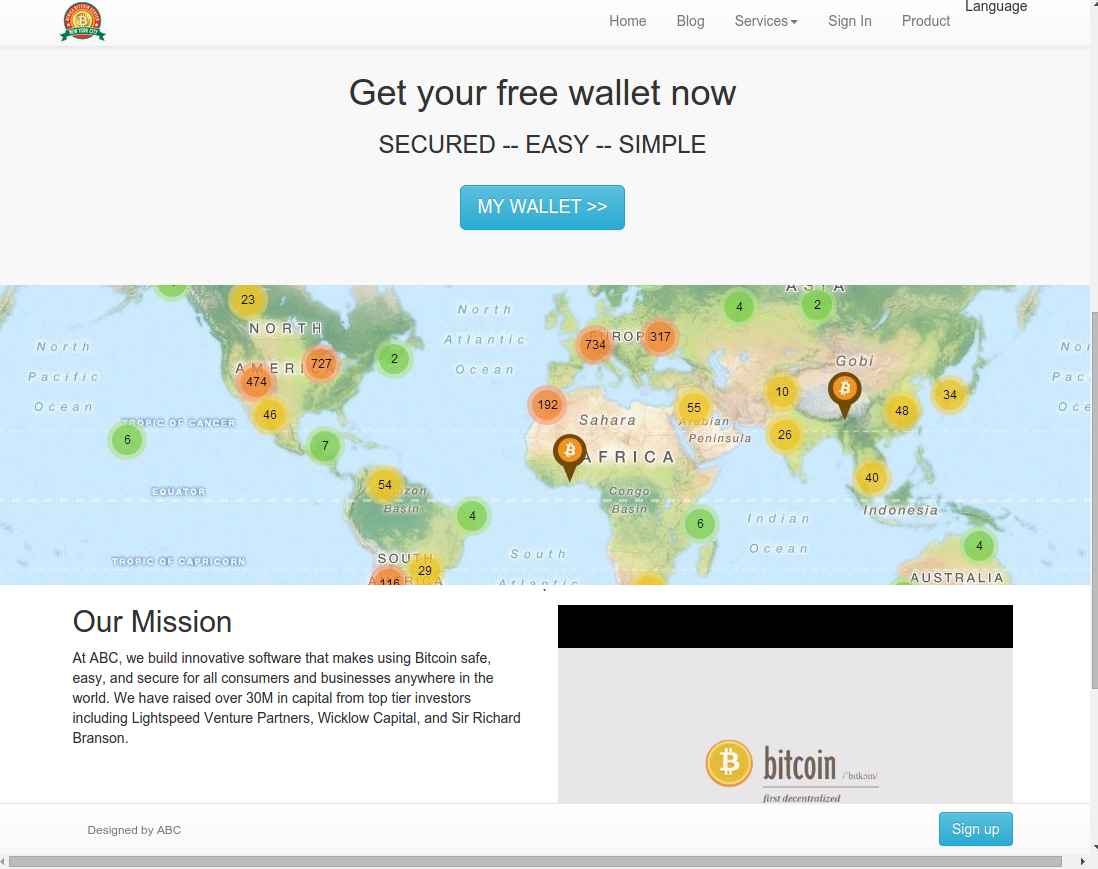 NEW YORK CITY
Home Blog Services Sign In Product Language
Get your free wallet now
SECURED -- EASY -- SIMPLE
MY WALLET >>
ASIA
23
4
2
North
Atlantic
Ocean
NORTH
AMERICA
EUROPE
734
317
North
Pacific
Ocean
727
2
474
Gobi
46
192
Sahara
55
Arabian
Peninsula
10
34
48
TROPIC OF CANCER
6
7
AFRICA
26
54
Amazon
Basin
EQUATOR
Congo
Basin
40
Indonesia
4
6
Indian
Ocean
TROPIC OF CAPRICORN
SOUTH
AMERICA
29
116
South
Atlantic
4
AUSTRALIA
Our Mission
At ABC, we build innovative software that makes using Bitcoin safe,
easy, and secure for all consumers and businesses anywhere in the
world. We have raised over 30M in capital from top tier investors
including Lightspeed Venture Partners, Wicklow Capital, and Sir Richard
Branson.
bitcoin /ˈbɪtkɔɪn/
first decentralized
Designed by ABC
Sign up